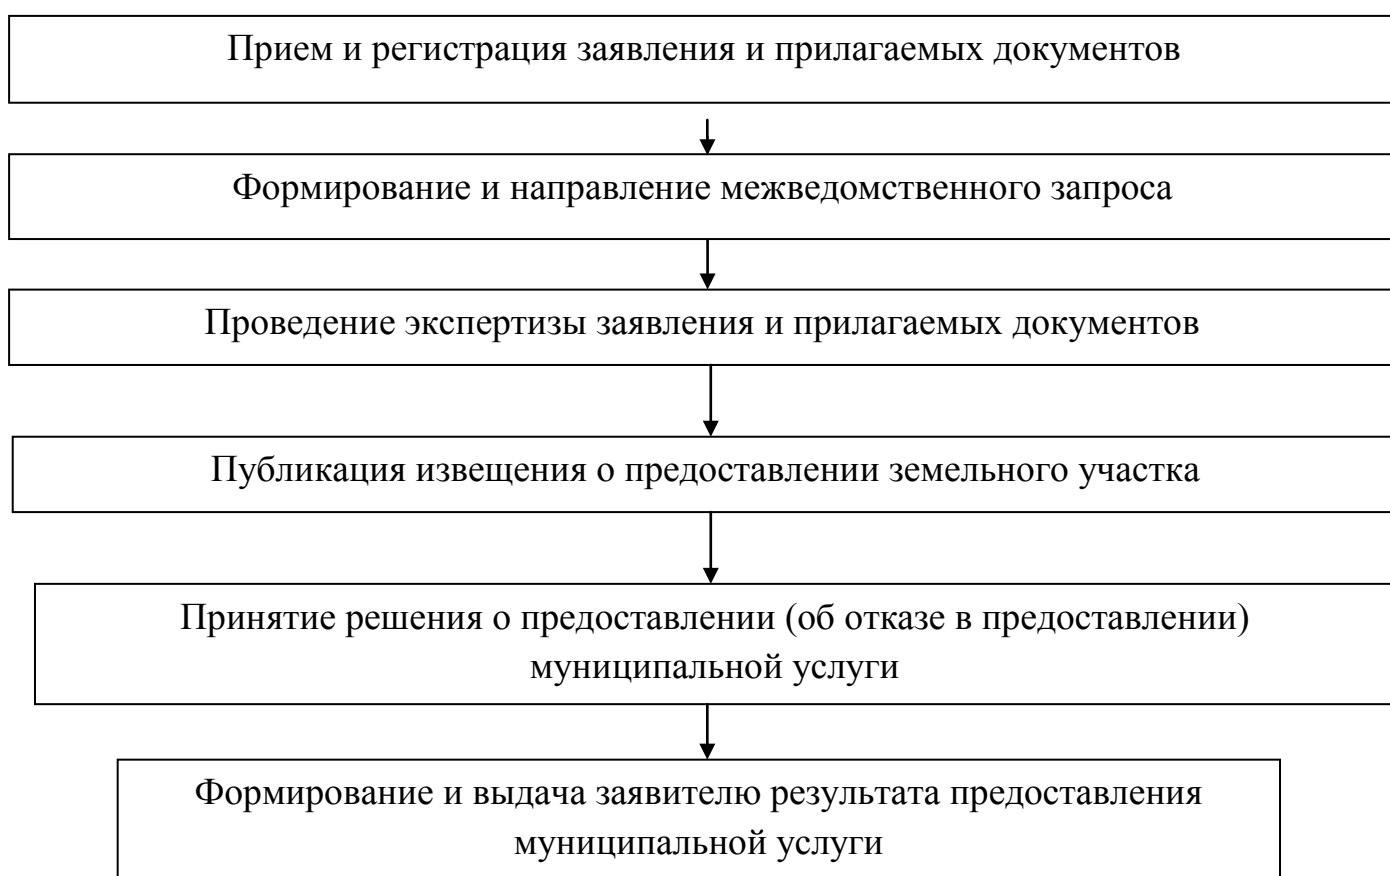 Прием и регистрация заявления и прилагаемых документов
Формирование и направление межведомственного запроса
Проведение экспертизы заявления и прилагаемых документов
Публикация извещения о предоставлении земельного участка
Принятие решения о предоставлении (об отказе в предоставлении)
муниципальной услуги
Формирование и выдача заявителю результата предоставления
муниципальной услуги